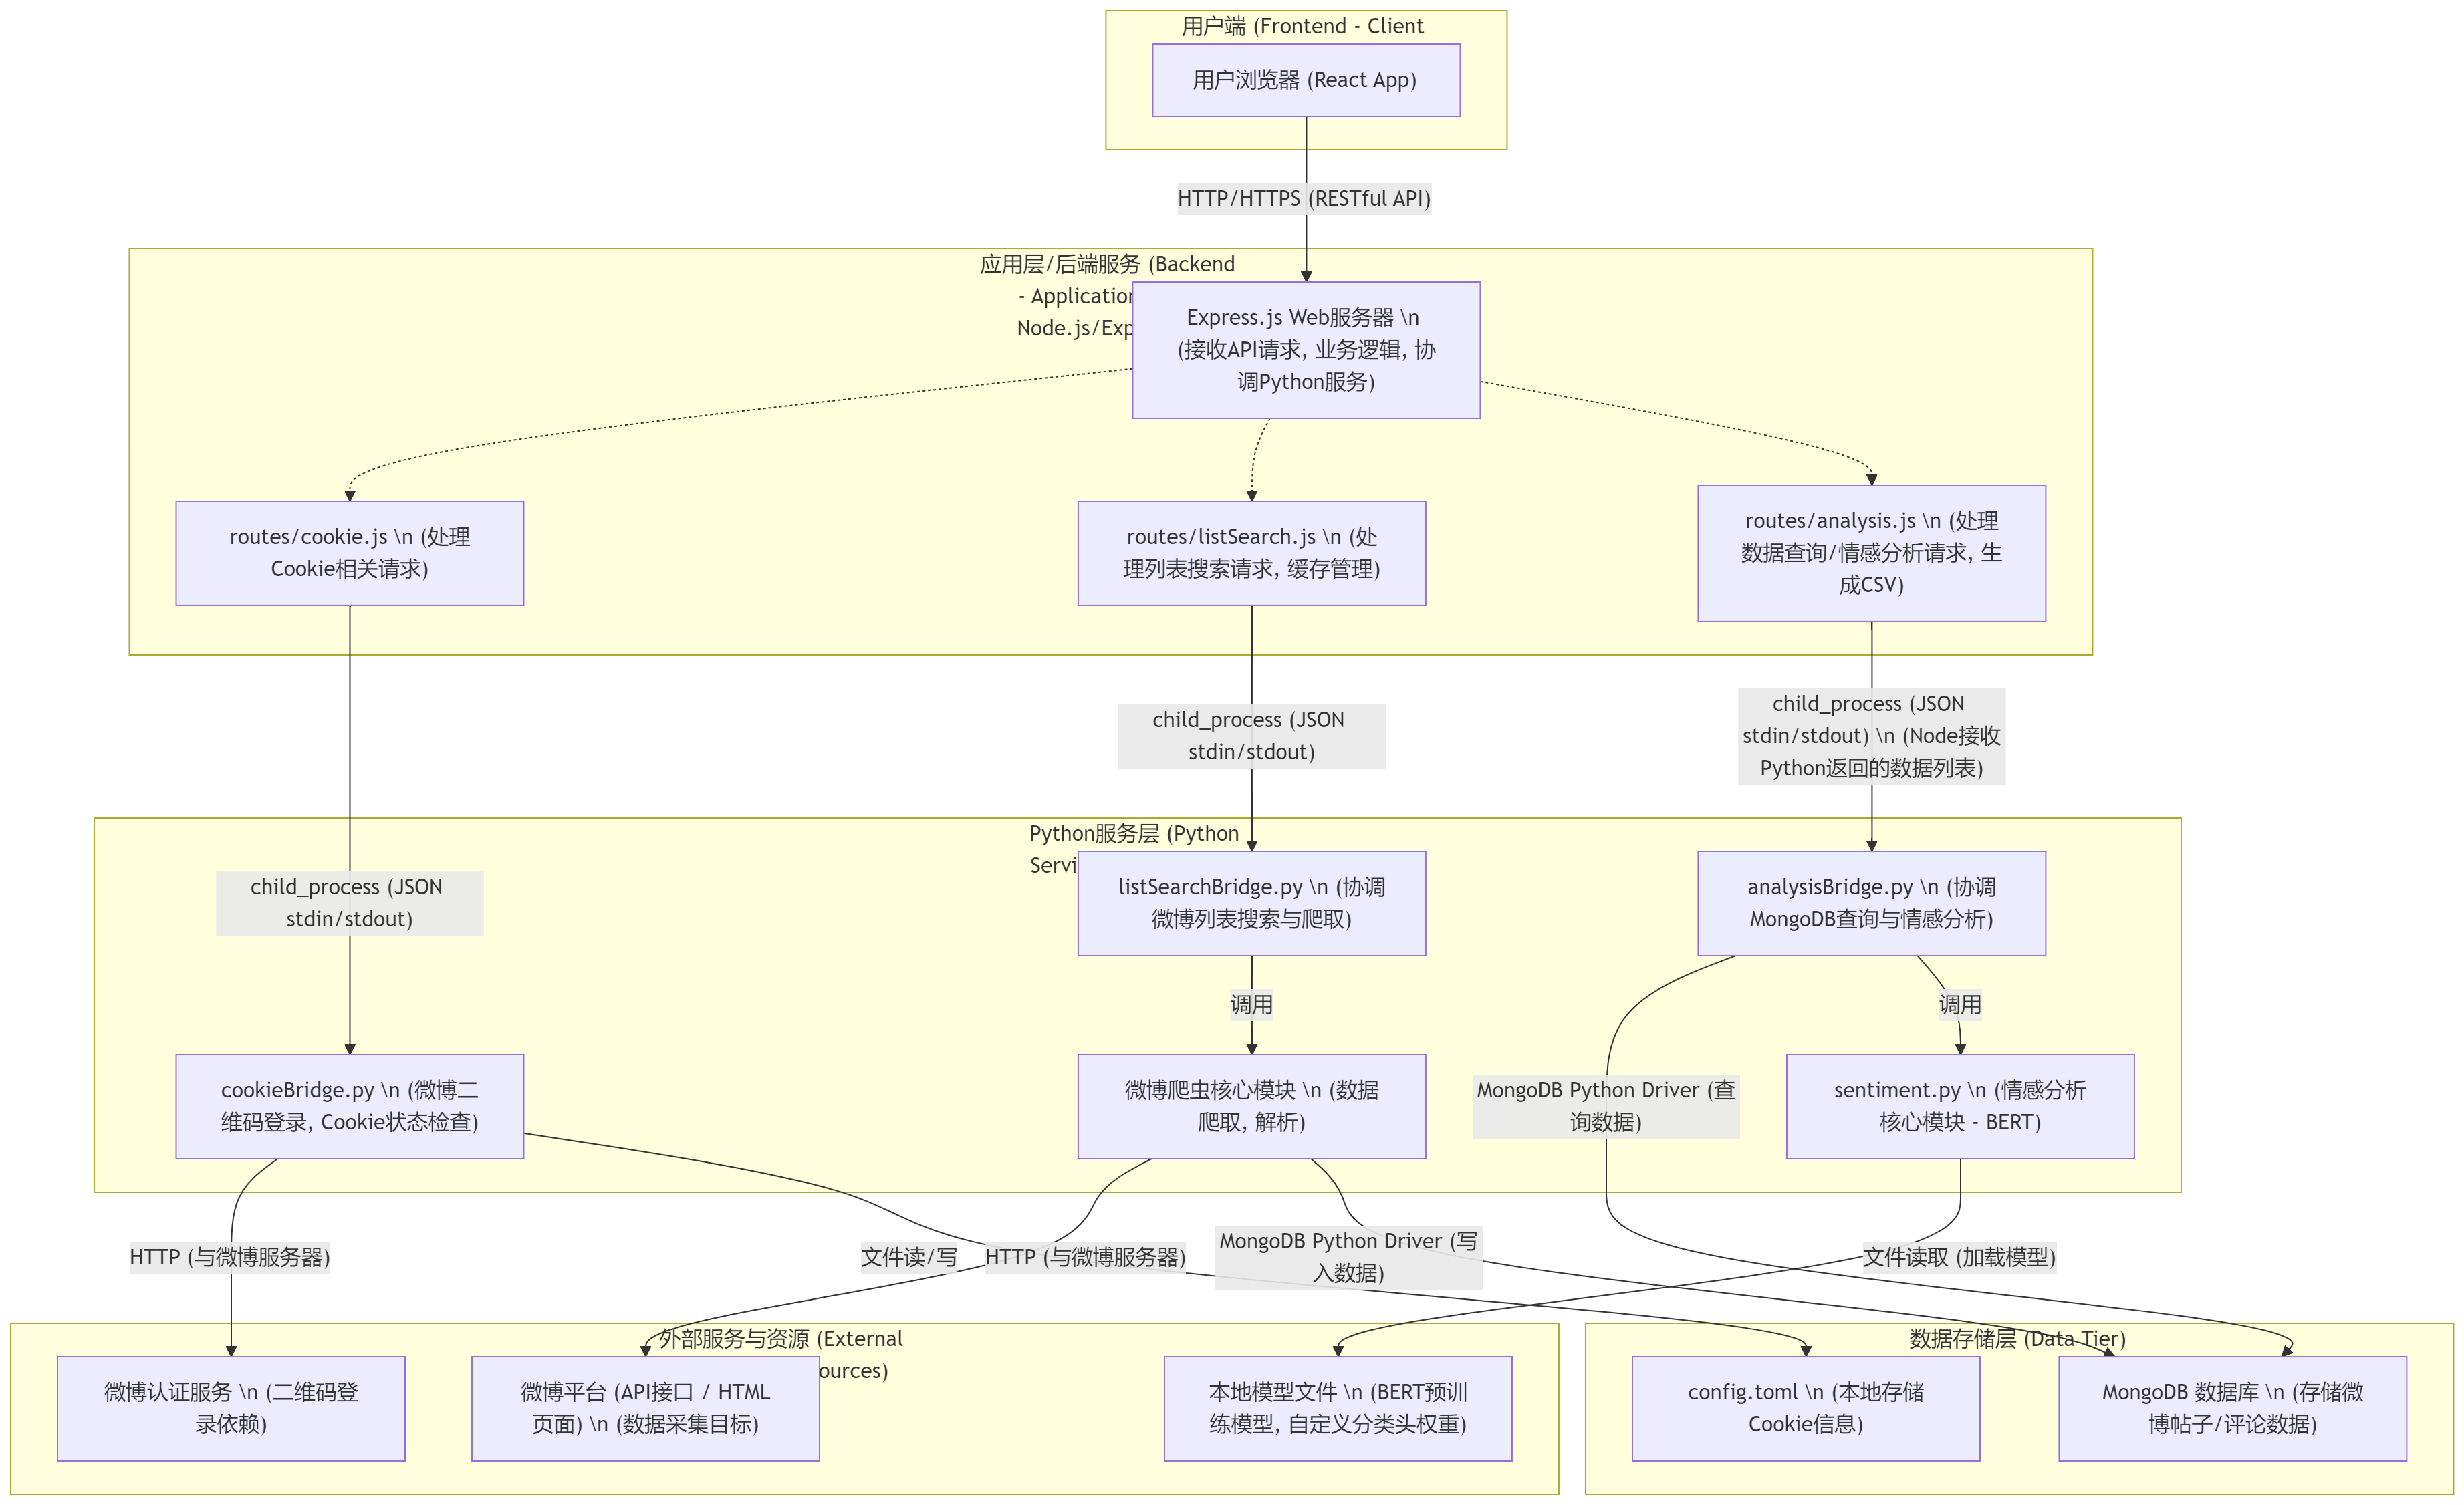 用户端 (Frontend - Client
用户浏览器 (React App)
HTTP/HTTPS (RESTful API)
应用层/后端服务 (Backend
- Application
Node.js/Exp
Express.js Web服务器 \n
(接收API请求, 业务逻辑, 协
调Python服务)
routes/cookie.js \n (处理
Cookie相关请求)
routes/listSearch.js \n (处
理列表搜索请求, 缓存管理)
routes/analysis.js \n (处理
数据查询/情感分析请求, 生
成CSV)
child_process (JSON
stdin/stdout)
child_process (JSON
stdin/stdout)
child_process (JSON
stdin/stdout) \n (Node接收
Python返回的数据列表)
Python服务层 (Python
Servi
listSearchBridge.py \n (协调
微博列表搜索与爬取)
analysisBridge.py \n (协调
MongoDB查询与情感分析)
调用
调用
cookieBridge.py \n (微博二
维码登录, Cookie状态检查)
微博爬虫核心模块 \n (数据
爬取, 解析)
MongoDB Python Driver (查
询数据)
sentiment.py \n (情感分析
核心模块 - BERT)
HTTP (与微博服务器)
文件读/写
HTTP (与微博服务器)
MongoDB Python Driver (写
入数据)
文件读取 (加载模型)
外部服务与资源 (External
ources)
微博认证服务 \n (二维码登
录依赖)
微博平台 (API接口 / HTML
页面) \n (数据采集目标)
本地模型文件 \n (BERT预训
练模型, 自定义分类头权重)
数据存储层 (Data Tier)
config.toml \n (本地存储
Cookie信息)
MongoDB 数据库 \n (存储微
博帖子/评论数据)